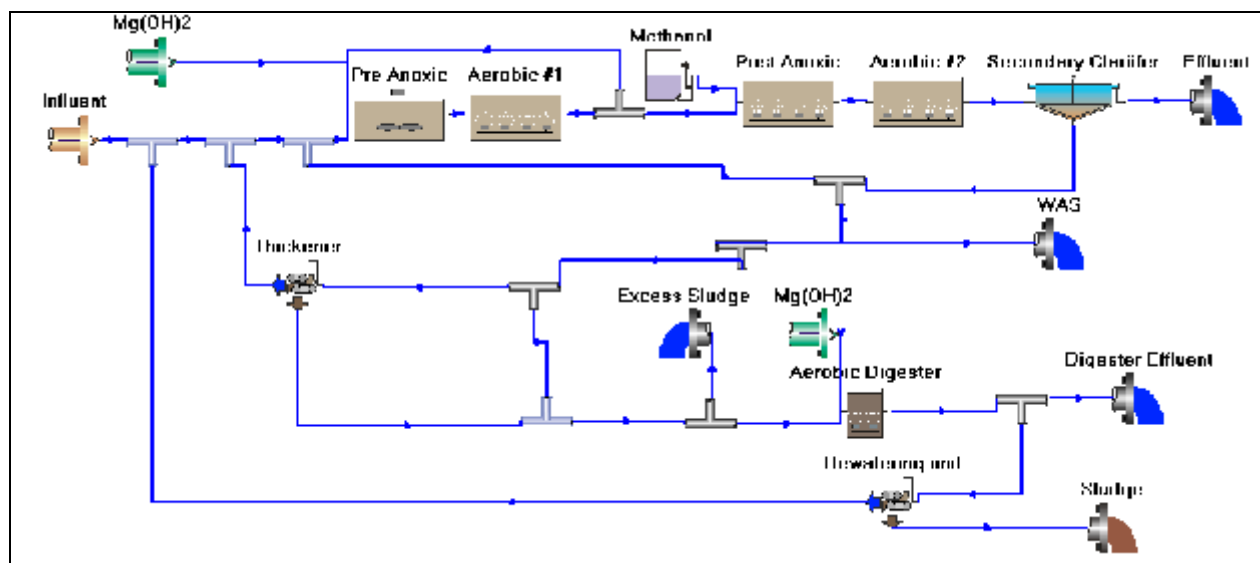 Mg(OH)2
Influent
Pre Anoxic
Aerobic #1
Methanol
Post Anoxic
Aerobic #2
Secondary Clarifier
Effluent
WAS
Thickener
Excess Sludge
Mg(OH)2
Aerobic Digester
Digester Effluent
Dewatering unit
Sludge